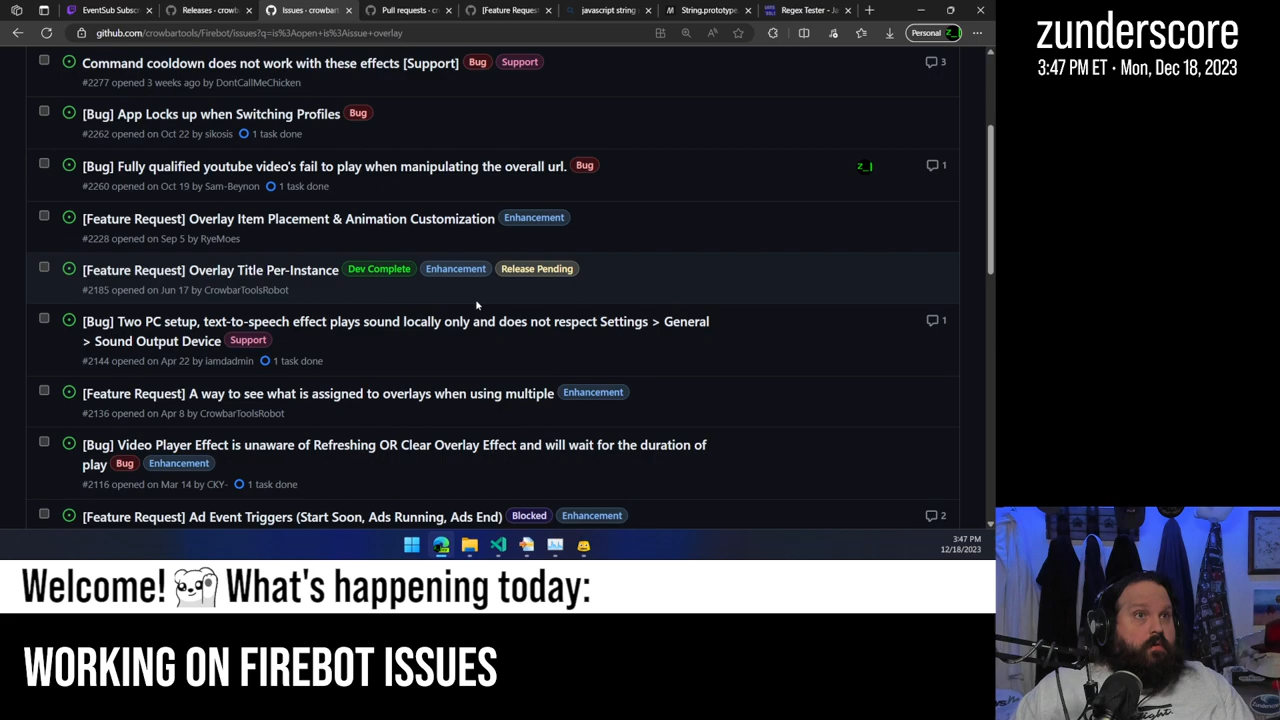 EventSub Subscr
Releases · crowba
Issues · crowbart
Pull requests · cr
[Feature Request
javascript string r
String.prototype.
Regex Tester - Ja
github.com/crowbartools/Firebot/issues?q=is%3Aopen+is%3Aissue+overlay
Personal
zunderscore
3:47 PM ET · Mon, Dec 18, 2023
Command cooldown does not work with these effects [Support] Bug Support 3
#2277 opened 3 weeks ago by DontCallMeChicken
[Bug] App Locks up when Switching Profiles Bug
#2262 opened on Oct 22 by sikosis 1 task done
[Bug] Fully qualified youtube video's fail to play when manipulating the overall url. Bug z_| 1
#2260 opened on Oct 19 by Sam-Beynon 1 task done
[Feature Request] Overlay Item Placement & Animation Customization Enhancement
#2228 opened on Sep 5 by RyeMoes
[Feature Request] Overlay Title Per-Instance Dev Complete Enhancement Release Pending
#2185 opened on Jun 17 by CrowbarToolsRobot
[Bug] Two PC setup, text-to-speech effect plays sound locally only and does not respect Settings > General 1
> Sound Output Device Support
#2144 opened on Apr 22 by iamdadmin 1 task done
[Feature Request] A way to see what is assigned to overlays when using multiple Enhancement
#2136 opened on Apr 8 by CrowbarToolsRobot
[Bug] Video Player Effect is unaware of Refreshing OR Clear Overlay Effect and will wait for the duration of
play Bug Enhancement
#2116 opened on Mar 14 by CKY- 1 task done
[Feature Request] Ad Event Triggers (Start Soon, Ads Running, Ads End) Blocked Enhancement 2
3:47 PM
12/18/2023
Welcome! What's happening today:
WORKING ON FIREBOT ISSUES